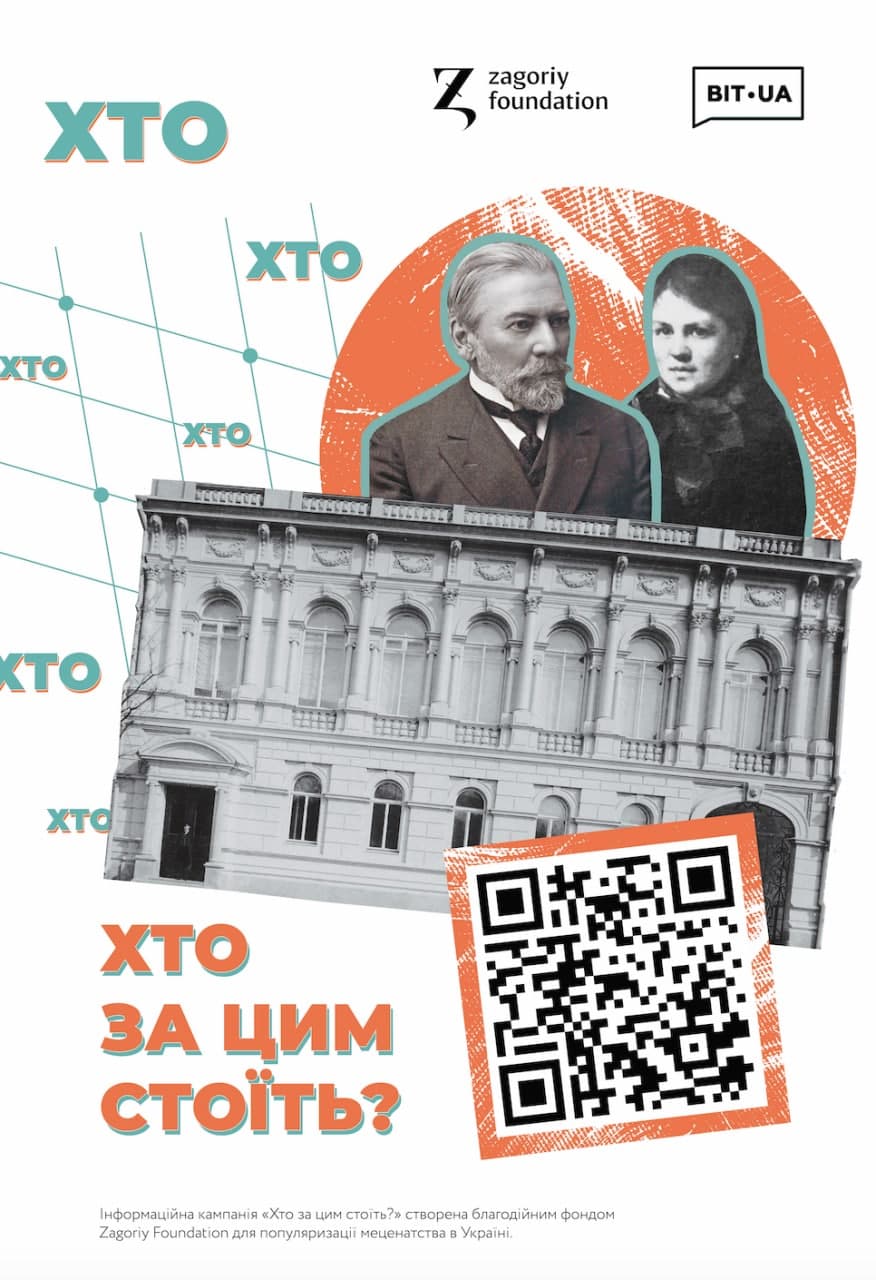 zagoriy
foundation
BIT•UA
ХТО
ХТО
ХТО
ХТО
ХТО
ХТО
ХТО
ЗА ЦИМ
СТОЇТЬ?
Інформаційна кампанія «Хто за цим стоїть?» створена благодійним фондом
Zagoriy Foundation для популяризації меценатства в Україні.